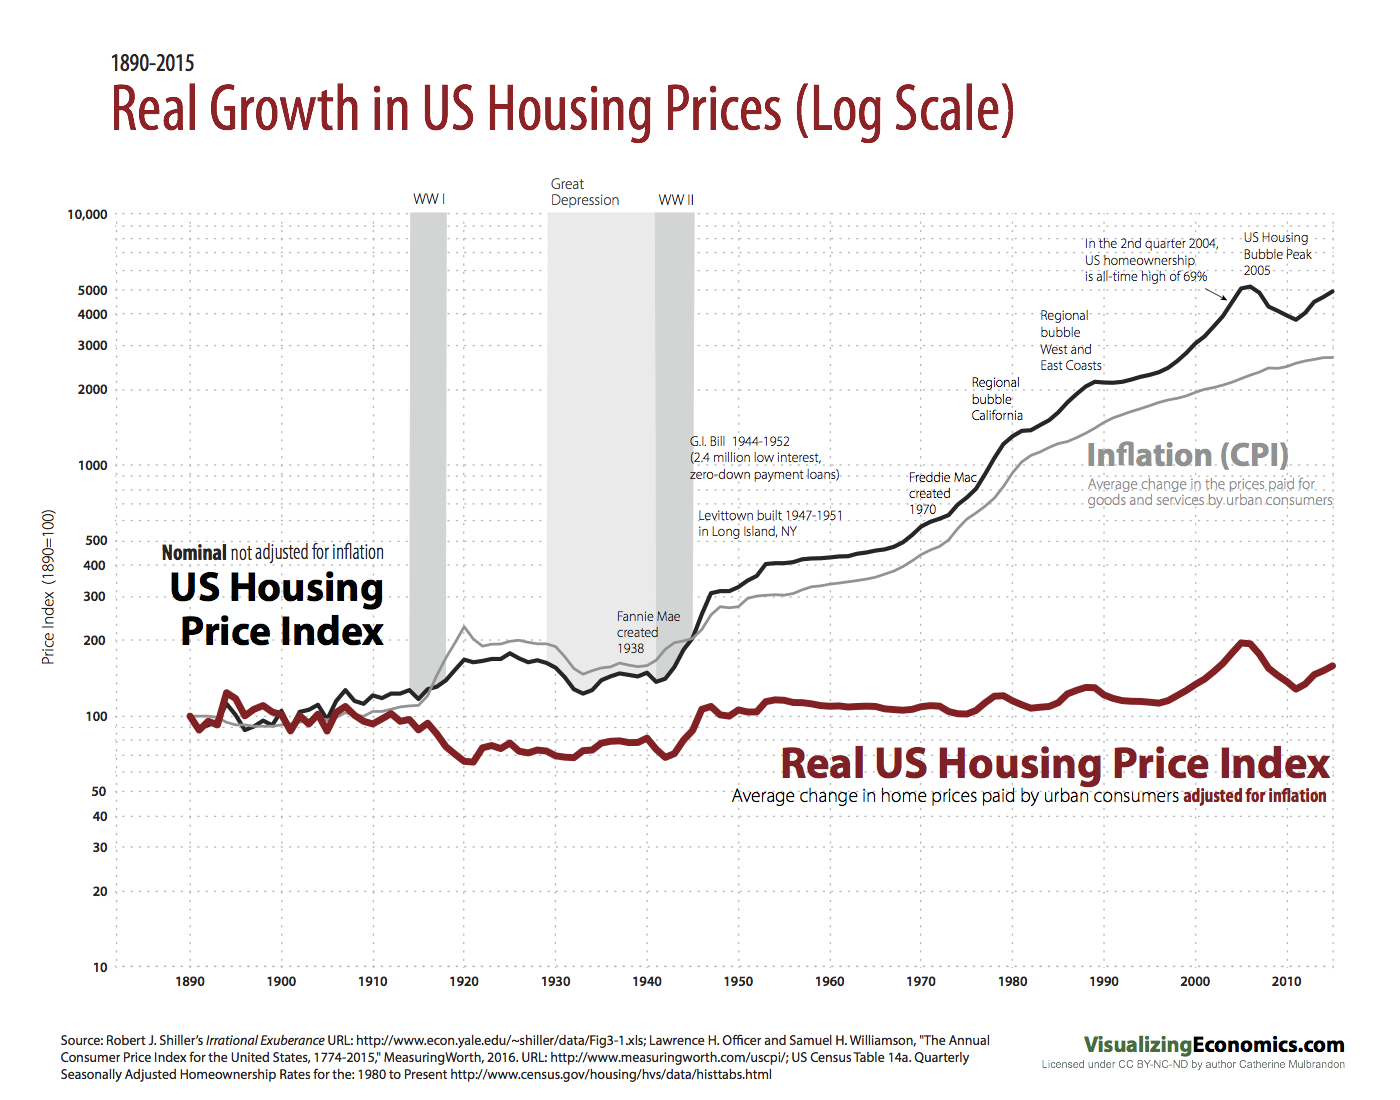 1890-2015
Real Growth in US Housing Prices (Log Scale)
WW I
Great
Depression
WW II
10,000
5000
4000
3000
2000
1000
500
400
300
200
100
50
40
30
20
10
Price Index (1890=100)
In the 2nd quarter 2004,
US homeownership
is all-time high of 69%
US Housing
Bubble Peak
2005
Regional
bubble
West and
East Coasts
Regional
bubble
California
G.I. Bill 1944-1952
(2.4 million low interest,
zero-down payment loans)
Inflation (CPI)
Average change in the prices paid for
goods and services by urban consumers
Freddie Mac
created
1970
Levittown built 1947-1951
in Long Island, NY
Nominal not adjusted for inflation
US Housing
Price Index
Fannie Mae
created
1938
Real US Housing Price Index
Average change in home prices paid by urban consumers adjusted for inflation
1890
1900
1910
1920
1930
1940
1950
1960
1970
1980
1990
2000
2010
Source: Robert J. Shiller's Irrational Exuberance URL: http://www.econ.yale.edu/~shiller/data/Fig3-1.xls; Lawrence H. Officer and Samuel H. Williamson, "The Annual
Consumer Price Index for the United States, 1774-2015," MeasuringWorth, 2016. URL: http://www.measuringworth.com/uscpi/; US Census Table 14a. Quarterly
Seasonally Adjusted Homeownership Rates for the: 1980 to Present http://www.census.gov/housing/hvs/data/histtabs.html
VisualizingEconomics.com
Licensed under CC BY-NC-ND by author Catherine Mulbrandon